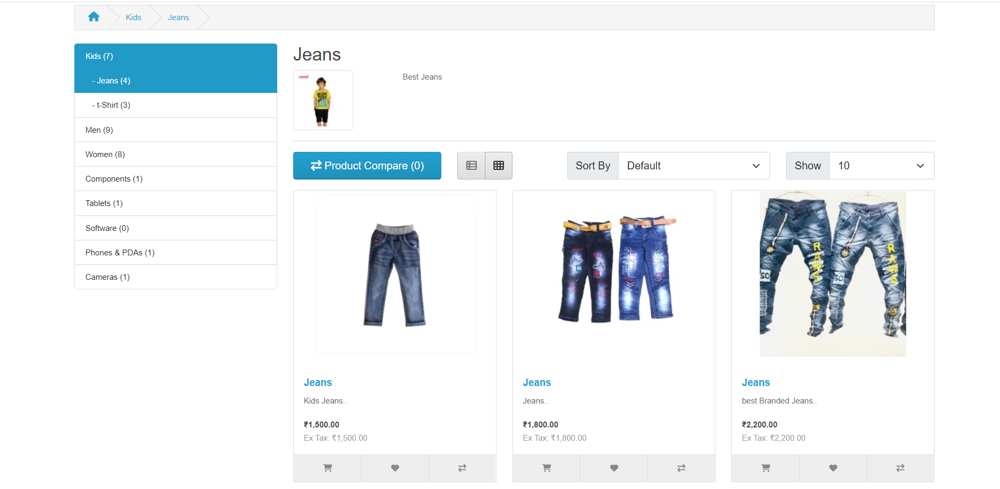 Kids
Jeans
Kids (7)
- Jeans (4)
- t-Shirt (3)
Men (9)
Women (8)
Components (1)
Tablets (1)
Software (0)
Phones & PDAs (1)
Cameras (1)
Jeans
Best Jeans
Product Compare (0)
Sort By
Default
Show
10
RAWS
RAWS
Jeans
Kids Jeans..
₹1,500.00
Ex Tax: ₹1,500.00
Jeans
Jeans..
₹1,800.00
Ex Tax: ₹1,800.00
Jeans
best Branded Jeans..
₹2,200.00
Ex Tax: ₹2,200.00